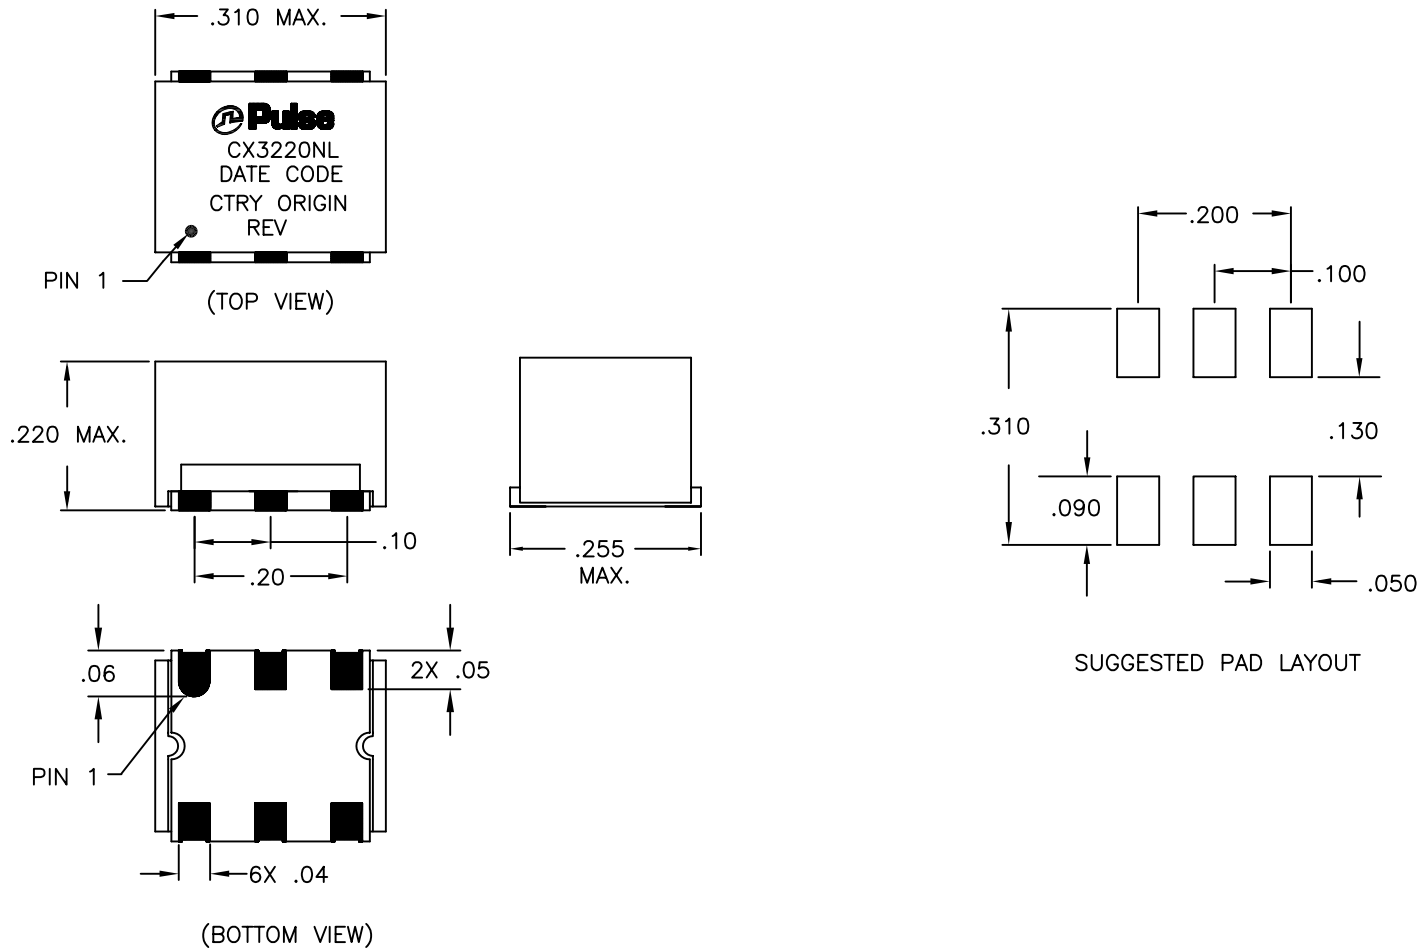 .310 MAX.
Pulse
CX3220NL
DATE CODE
CTRY ORIGIN
REV
PIN 1
(TOP VIEW)
.220 MAX.
.10
.20
.255
MAX.
.06
2X .05
PIN 1
6X .04
(BOTTOM VIEW)
.200
.100
.310
.130
.090
.050
SUGGESTED PAD LAYOUT